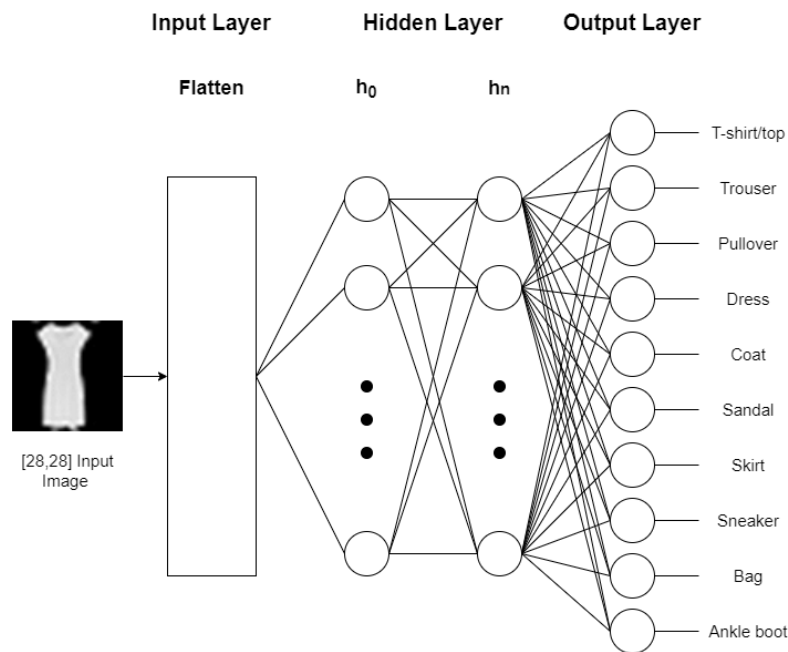 Input Layer
Hidden Layer
Output Layer
Flatten
h0
hn
T-shirt/top
Trouser
Pullover
Dress
Coat
Sandal
Skirt
Sneaker
Bag
Ankle boot
[28,28] Input
Image